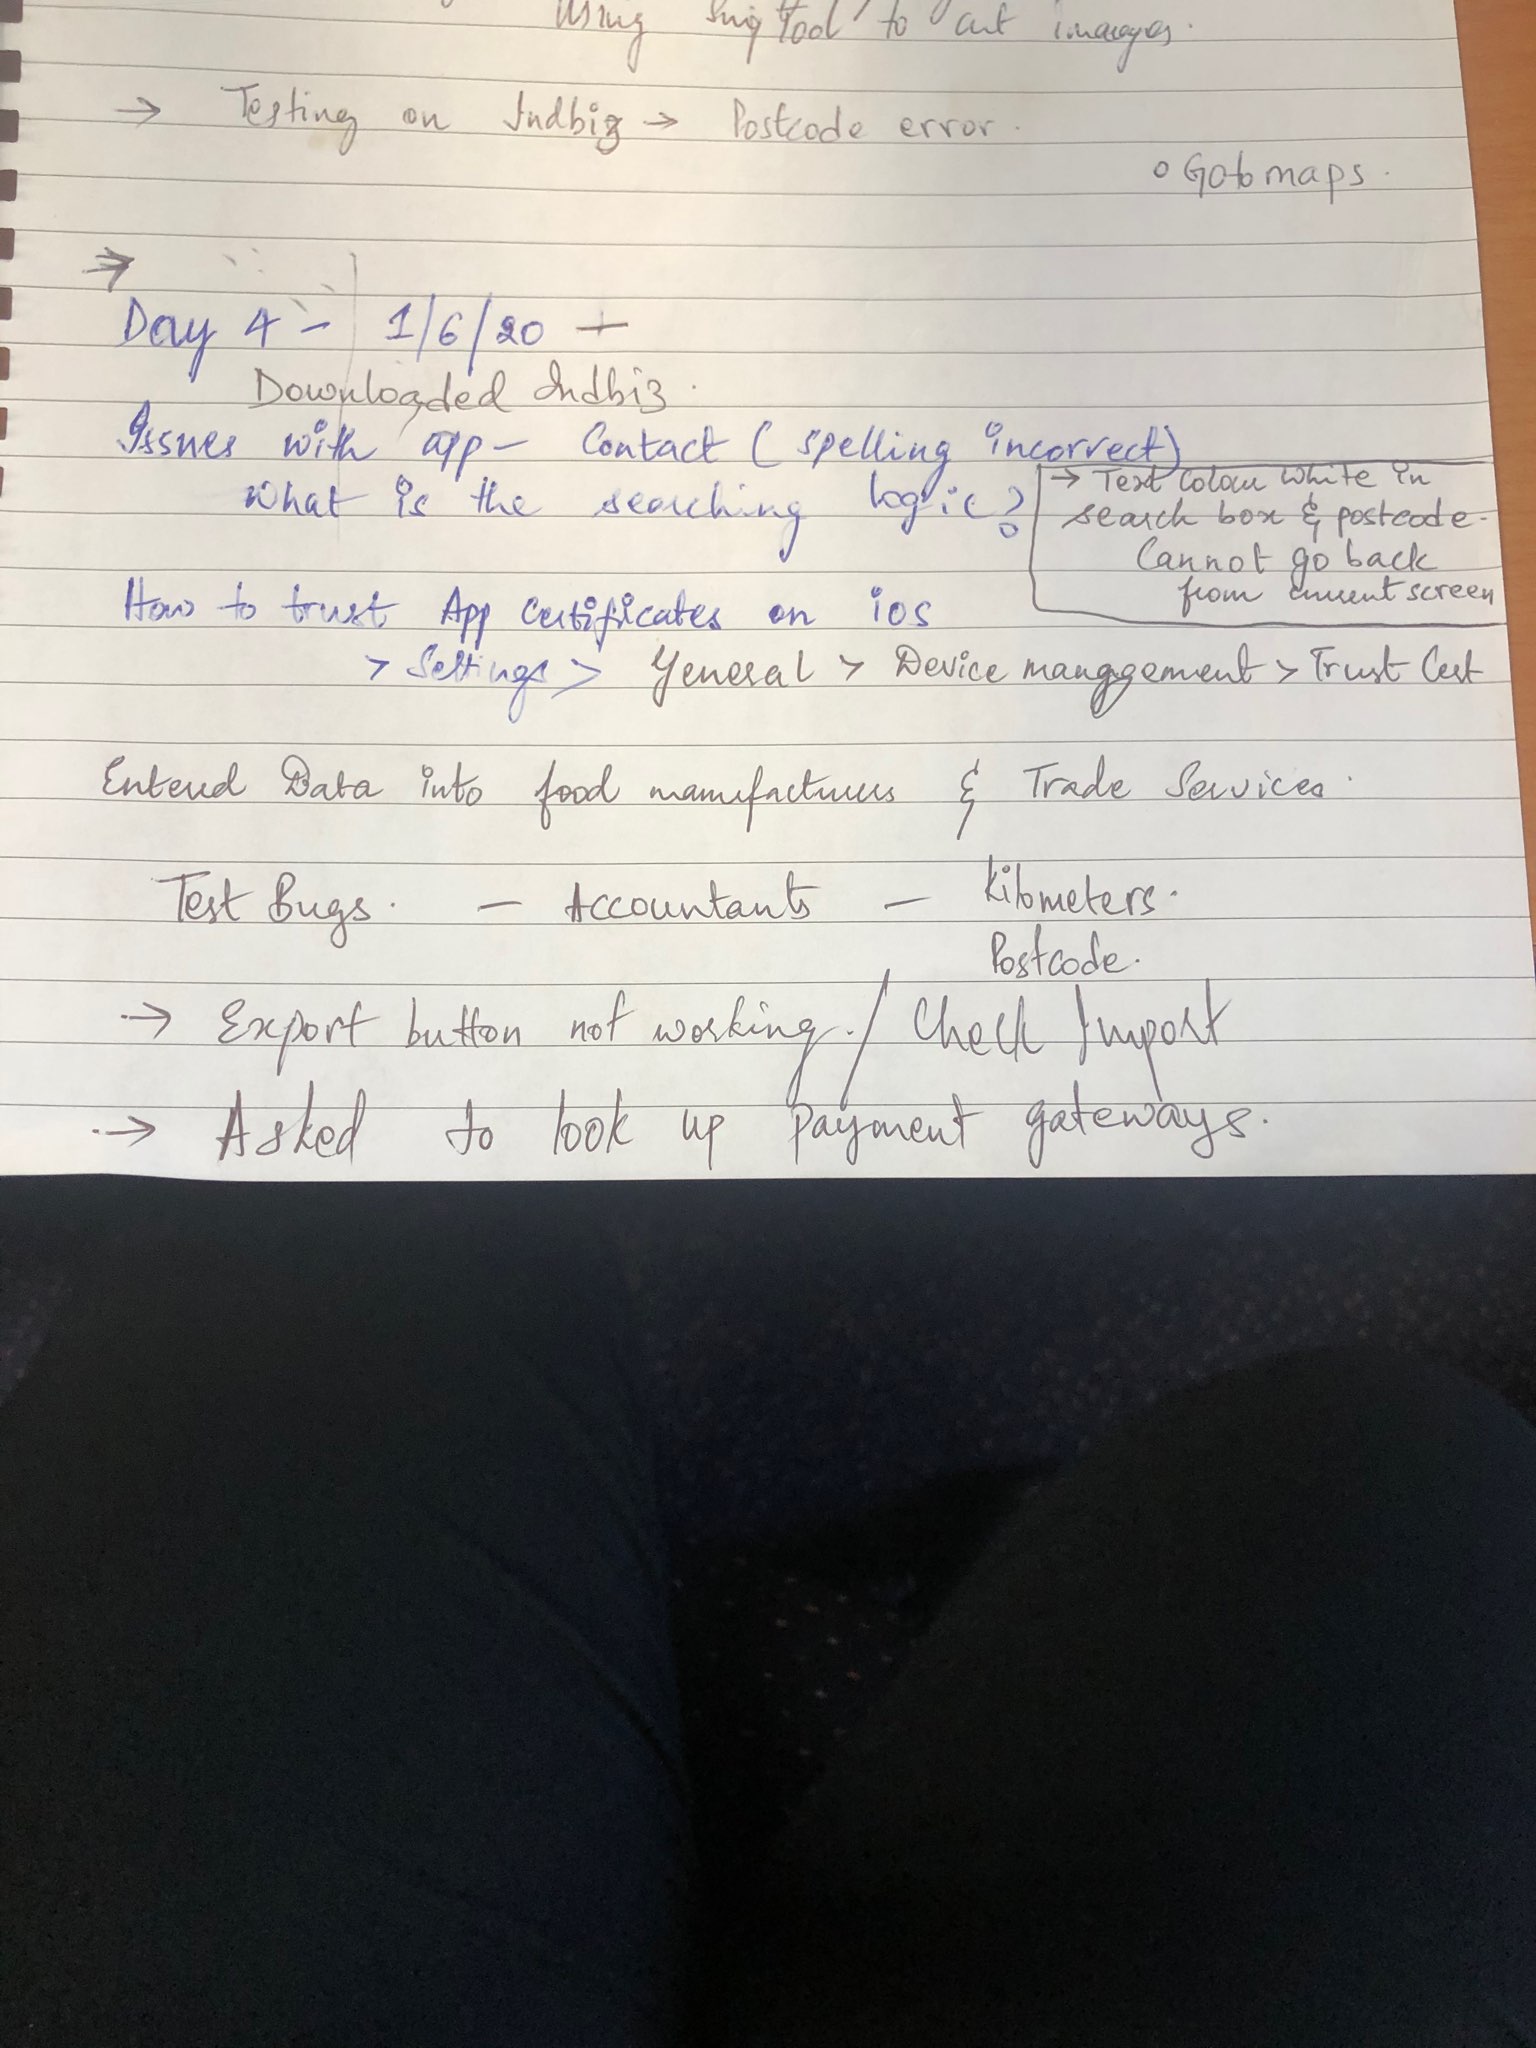 Using Snip Tool to cut images.
→ Testing on Indbiz → Postcode error.
o Goto maps.
Day 4 - 1/6/20 -
Downloaded Indbiz.
Issues with app - Contact (spelling incorrect)
What is the searching logic?
→ Text Colour White in
search box & postcode.
Cannot go back
from current screen
How to trust App Certificates on ios
> Settings > General > Device manggement > Trust Cert
Entered Data into food manufacturers & Trade Services.
Test Bugs. - Accountants - Kilometers.
Postcode.
→ Export button not working. / Check Import
→ Asked to look up payment gateways.